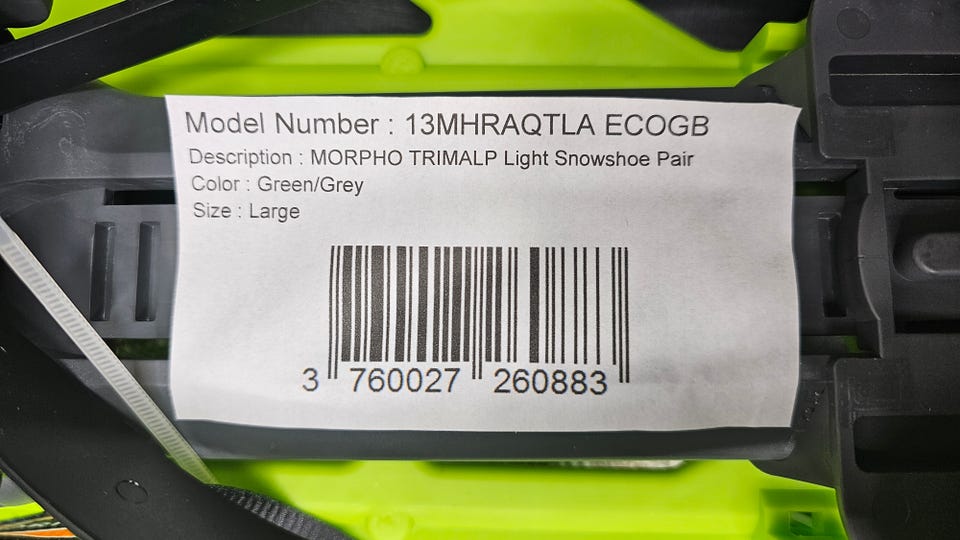 Model Number : 13MHRAQTLA ECOGB
Description : MORPHO TRIMALP Light Snowshoe Pair
Color : Green/Grey
Size : Large
3 760027 260883